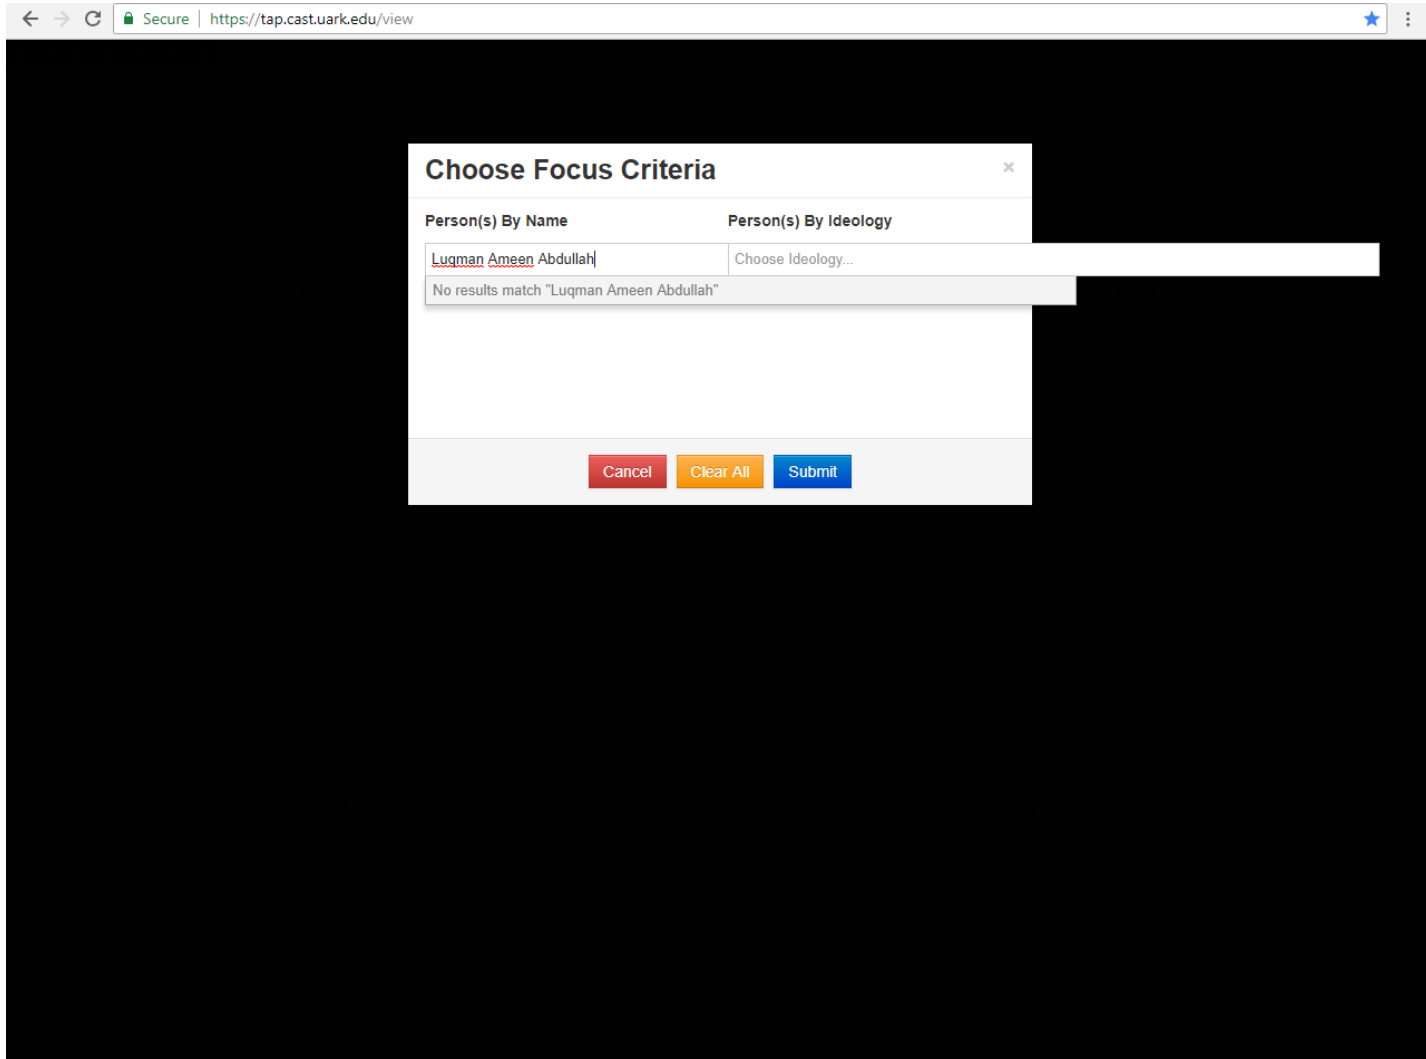 Secure | https://tap.cast.uark.edu/view
Choose Focus Criteria ×
Person(s) By Name Person(s) By Ideology
Luqman Ameen Abdullah Choose Ideology...
No results match "Luqman Ameen Abdullah"
Cancel Clear All Submit